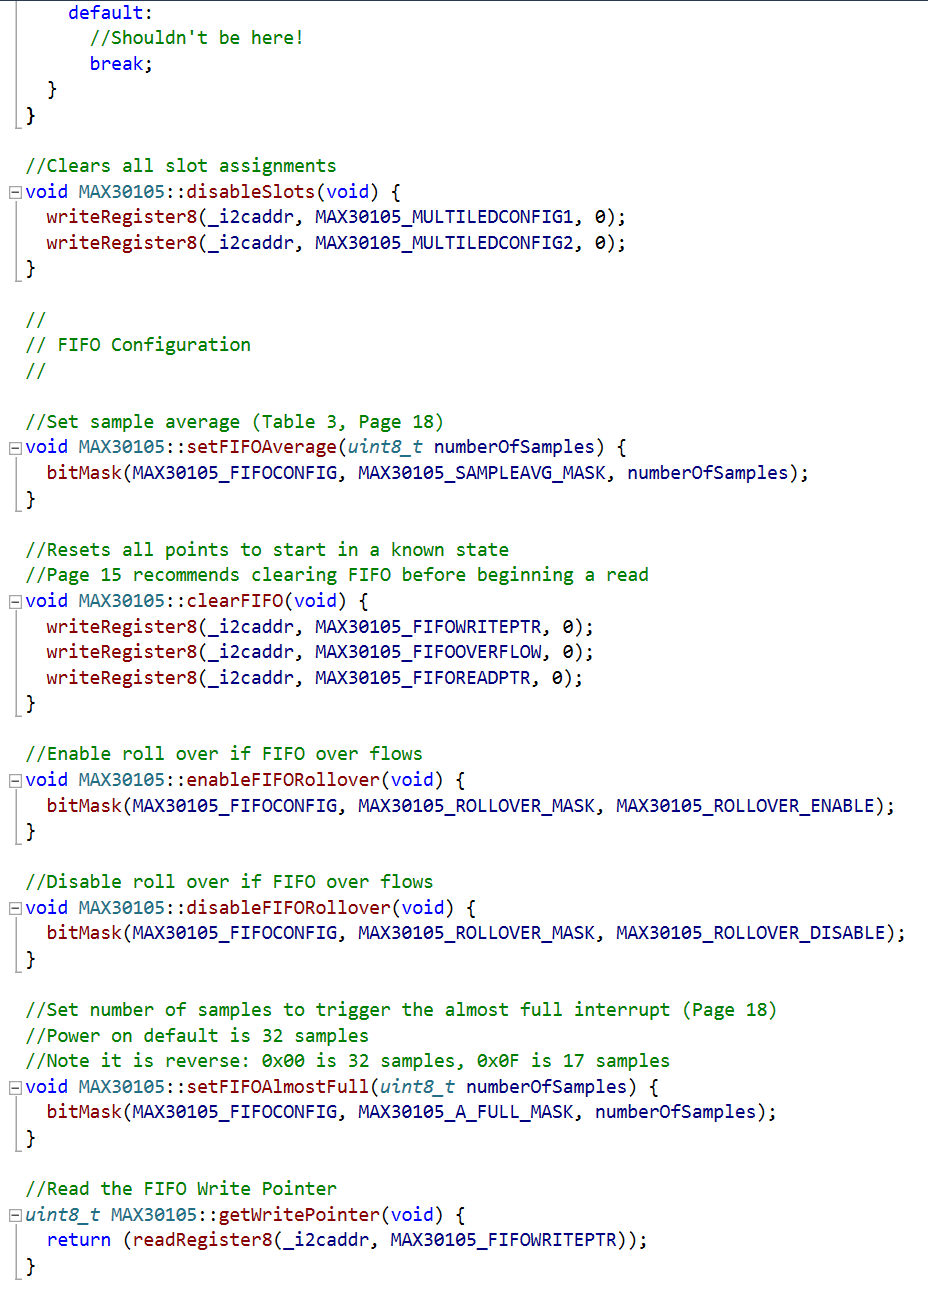 default:
//Shouldn't be here!
break;
}
}
//Clears all slot assignments
void MAX30105::disableSlots(void) {
writeRegister8(_i2caddr, MAX30105_MULTILEDCONFIG1, 0);
writeRegister8(_i2caddr, MAX30105_MULTILEDCONFIG2, 0);
}
//
// FIFO Configuration
//
//Set sample average (Table 3, Page 18)
void MAX30105::setFIFOAverage(uint8_t numberOfSamples) {
bitMask(MAX30105_FIFOCONFIG, MAX30105_SAMPLEAVG_MASK, numberOfSamples);
}
//Resets all points to start in a known state
//Page 15 recommends clearing FIFO before beginning a read
void MAX30105::clearFIFO(void) {
writeRegister8(_i2caddr, MAX30105_FIFOWRITEPTR, 0);
writeRegister8(_i2caddr, MAX30105_FIFOOVERFLOW, 0);
writeRegister8(_i2caddr, MAX30105_FIFOREADPTR, 0);
}
//Enable roll over if FIFO over flows
void MAX30105::enableFIFORollover(void) {
bitMask(MAX30105_FIFOCONFIG, MAX30105_ROLLOVER_MASK, MAX30105_ROLLOVER_ENABLE);
}
//Disable roll over if FIFO over flows
void MAX30105::disableFIFORollover(void) {
bitMask(MAX30105_FIFOCONFIG, MAX30105_ROLLOVER_MASK, MAX30105_ROLLOVER_DISABLE);
}
//Set number of samples to trigger the almost full interrupt (Page 18)
//Power on default is 32 samples
//Note it is reverse: 0x00 is 32 samples, 0x0F is 17 samples
void MAX30105::setFIFOAlmostFull(uint8_t numberOfSamples) {
bitMask(MAX30105_FIFOCONFIG, MAX30105_A_FULL_MASK, numberOfSamples);
}
//Read the FIFO Write Pointer
uint8_t MAX30105::getWritePointer(void) {
return (readRegister8(_i2caddr, MAX30105_FIFOWRITEPTR));
}